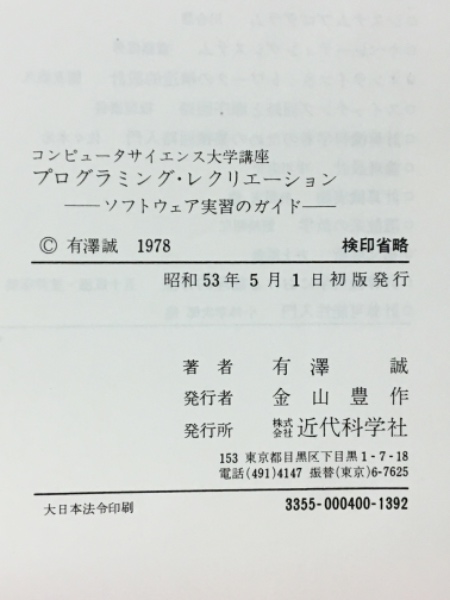 コンピュータサイエンス大学講座
プログラミング・レクリエーション
——ソフトウェア実習のガイド——
© 有澤誠 1978 検印省略
昭和53年5月1日初版発行
著者 有澤誠
発行者 金山豊作
発行所 株式会社 近代科学社
153 東京都目黒区下目黒1-7-18
電話(491)4147 振替(東京)6-7625
大日本法令印刷 3355-000400-1392